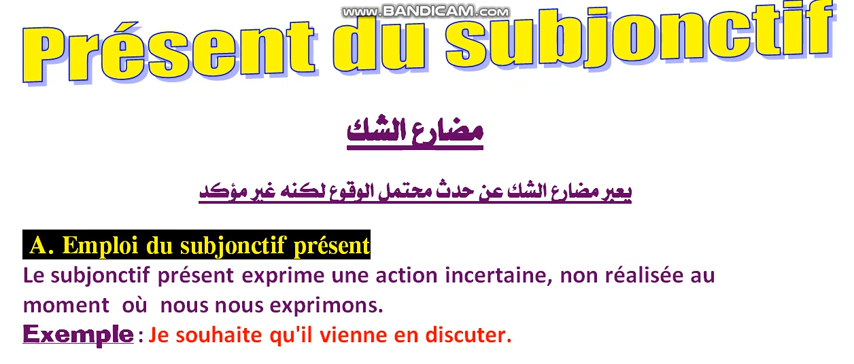 www.BANDICAM.com
Présent du subjonctif
مضارع الشك
يعبر مضارع الشك عن حدث محتمل الوقوع لكنه غير مؤكد
A. Emploi du subjonctif présent
Le subjonctif présent exprime une action incertaine, non réalisée au
moment où nous nous exprimons.
Exemple : Je souhaite qu'il vienne en discuter.